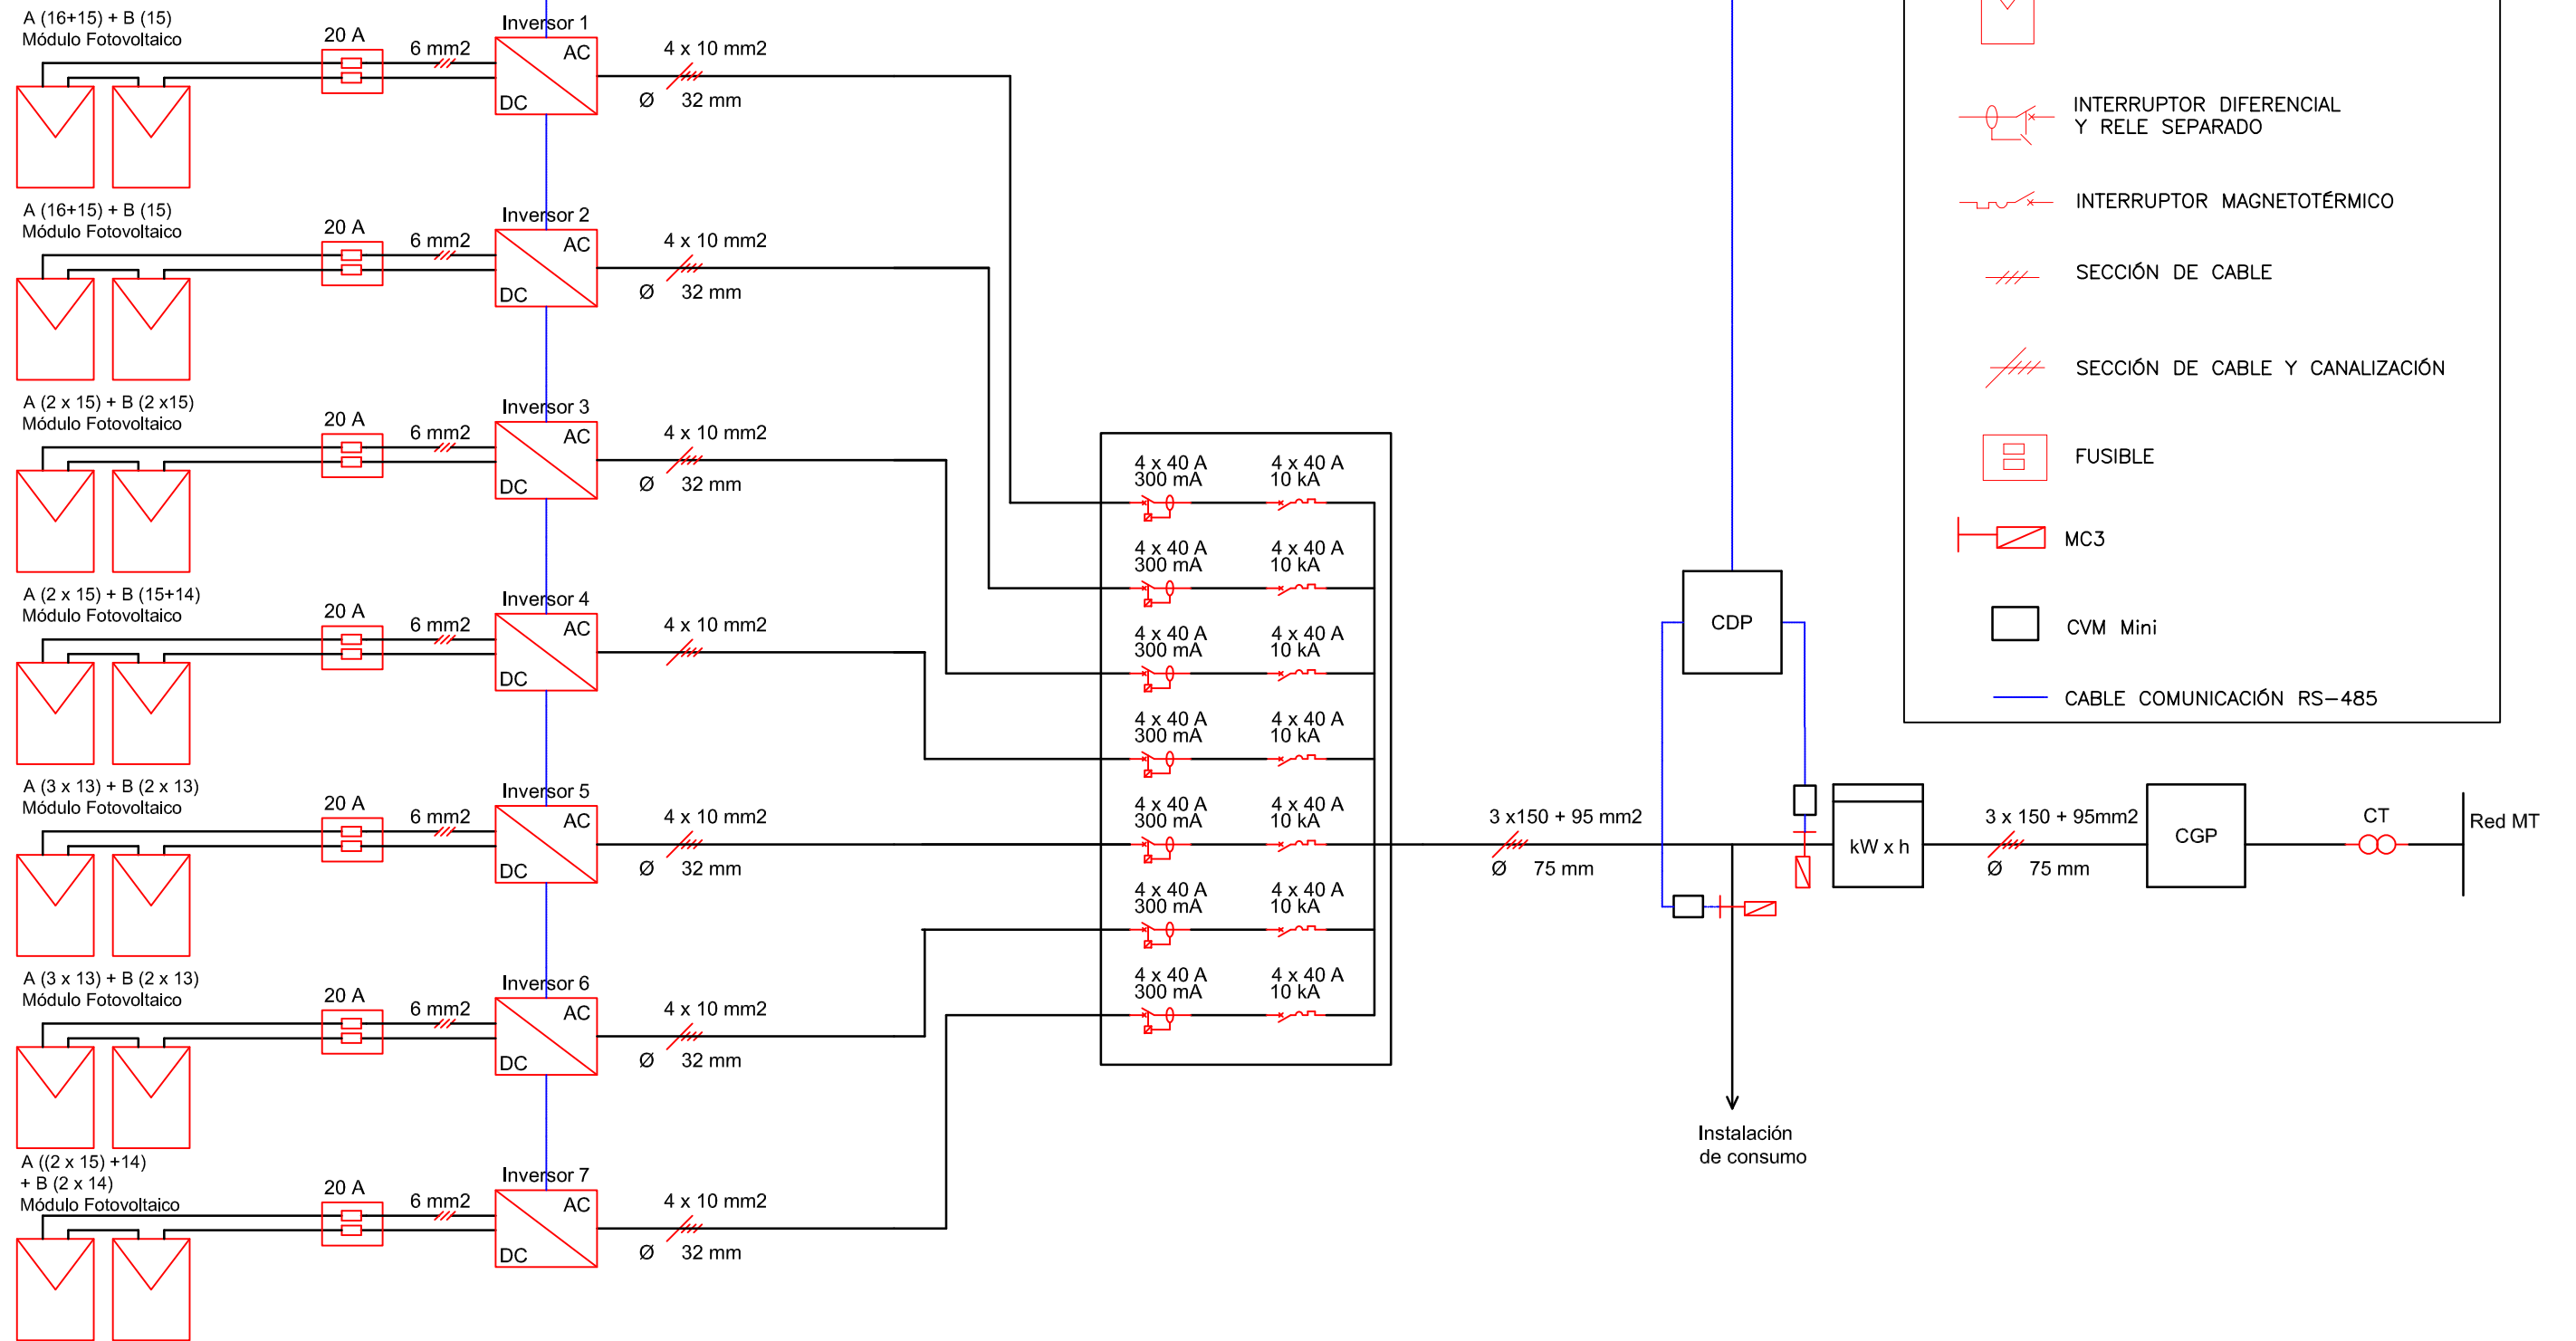 A (16+15) + B (15)
Módulo Fotovoltaico
20 A
6 mm2
Inversor 1
AC
DC
4 x 10 mm2
Ø 32 mm
A (16+15) + B (15)
Módulo Fotovoltaico
20 A
6 mm2
Inversor 2
AC
DC
4 x 10 mm2
Ø 32 mm
A (2 x 15) + B (2 x15)
Módulo Fotovoltaico
20 A
6 mm2
Inversor 3
AC
DC
4 x 10 mm2
Ø 32 mm
A (2 x 15) + B (15+14)
Módulo Fotovoltaico
20 A
6 mm2
Inversor 4
AC
DC
4 x 10 mm2
A (3 x 13) + B (2 x 13)
Módulo Fotovoltaico
20 A
6 mm2
Inversor 5
AC
DC
4 x 10 mm2
Ø 32 mm
A (3 x 13) + B (2 x 13)
Módulo Fotovoltaico
20 A
6 mm2
Inversor 6
AC
DC
4 x 10 mm2
Ø 32 mm
A ((2 x 15) +14)
+ B (2 x 14)
Módulo Fotovoltaico
20 A
6 mm2
Inversor 7
AC
DC
4 x 10 mm2
Ø 32 mm
4 x 40 A
300 mA
4 x 40 A
10 kA
4 x 40 A
300 mA
4 x 40 A
10 kA
4 x 40 A
300 mA
4 x 40 A
10 kA
4 x 40 A
300 mA
4 x 40 A
10 kA
4 x 40 A
300 mA
4 x 40 A
10 kA
4 x 40 A
300 mA
4 x 40 A
10 kA
4 x 40 A
300 mA
4 x 40 A
10 kA
3 x150 + 95 mm2
Ø 75 mm
CDP
Instalación
de consumo
kW x h
3 x 150 + 95mm2
Ø 75 mm
CGP
CT
Red MT
INTERRUPTOR DIFERENCIAL
Y RELE SEPARADO
INTERRUPTOR MAGNETOTÉRMICO
SECCIÓN DE CABLE
SECCIÓN DE CABLE Y CANALIZACIÓN
FUSIBLE
MC3
CVM Mini
CABLE COMUNICACIÓN RS-485